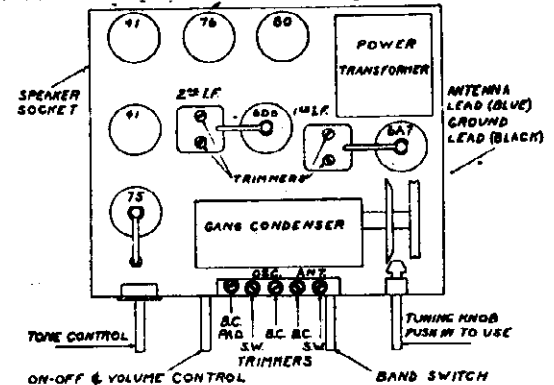 41
76
80
POWER
TRANSFORMER
SPEAKER
SOCKET
2ND I.F.
6D6
1ST I.F.
6A7
41
ANTENNA
LEAD (BLUE)
GROUND
LEAD (BLACK)
TRIMMERS
75
GANG CONDENSER
OSC. ANT.
B.C.
PAD
S.W.
B.C.
B.C.
S.W.
TRIMMERS
TONE CONTROL
TUNING KNOB
PUSH IN TO USE
ON-OFF & VOLUME CONTROL
BAND SWITCH